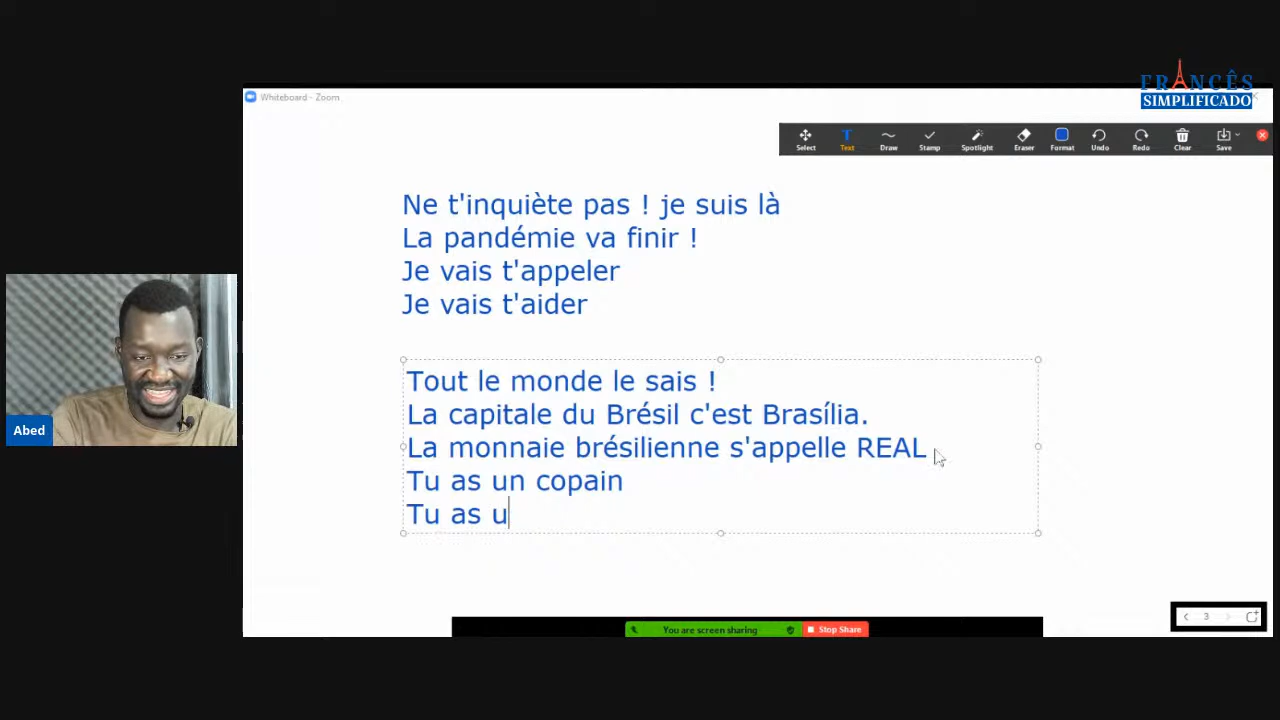 FRANCÊS
SIMPLIFICADO
Whiteboard - Zoom
Select Text Draw Stamp Spotlight Eraser Format Undo Redo Clear Save
Ne t'inquiète pas ! je suis là
La pandémie va finir !
Je vais t'appeler
Je vais t'aider
Tout le monde le sais !
La capitale du Brésil c'est Brasília.
La monnaie brésilienne s'appelle REAL
Tu as un copain
Tu as u
Abed
3
You are screen sharing Stop Share